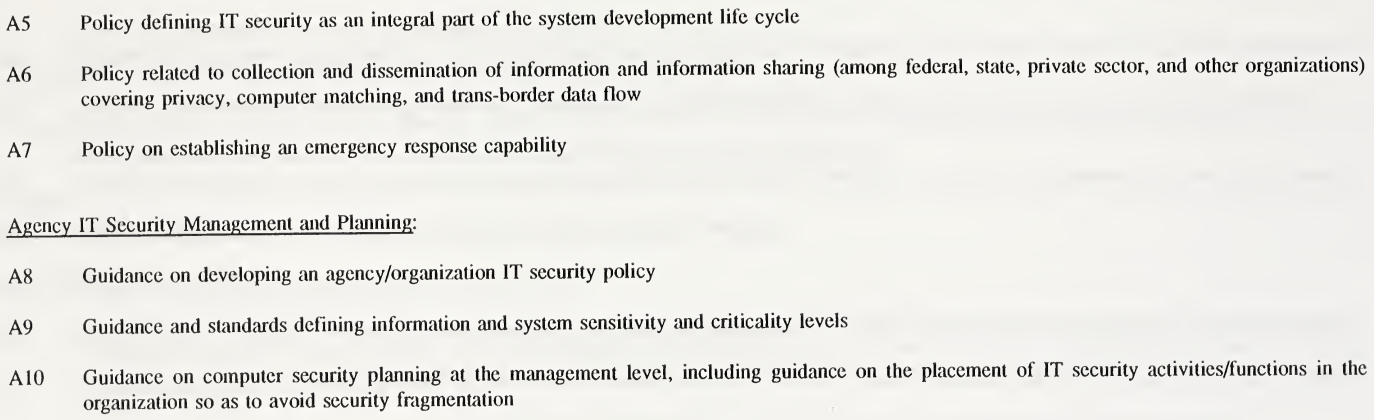 A5 Policy defining IT security as an integral part of the system development life cycle
A6 Policy related to collection and dissemination of information and information sharing (among federal, state, private sector, and other organizations)
covering privacy, computer matching, and trans-border data flow
A7 Policy on establishing an emergency response capability
Agency IT Security Management and Planning:
A8 Guidance on developing an agency/organization IT security policy
A9 Guidance and standards defining information and system sensitivity and criticality levels
A10 Guidance on computer security planning at the management level, including guidance on the placement of IT security activities/functions in the
organization so as to avoid security fragmentation